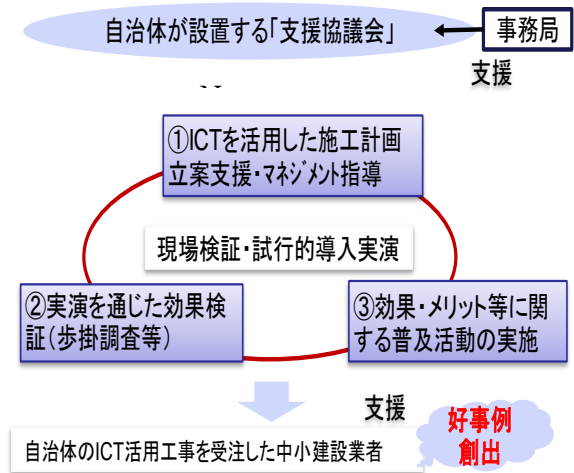 自治体が設置する「支援協議会」
事務局
支援
①ICTを活用した施工計画
立案支援・マネジメント指導
現場検証・試行的導入実演
②実演を通じた効果検
証(歩掛調査等)
③効果・メリット等に関
する普及活動の実施
支援
好事例
創出
自治体のICT活用工事を受注した中小建設業者